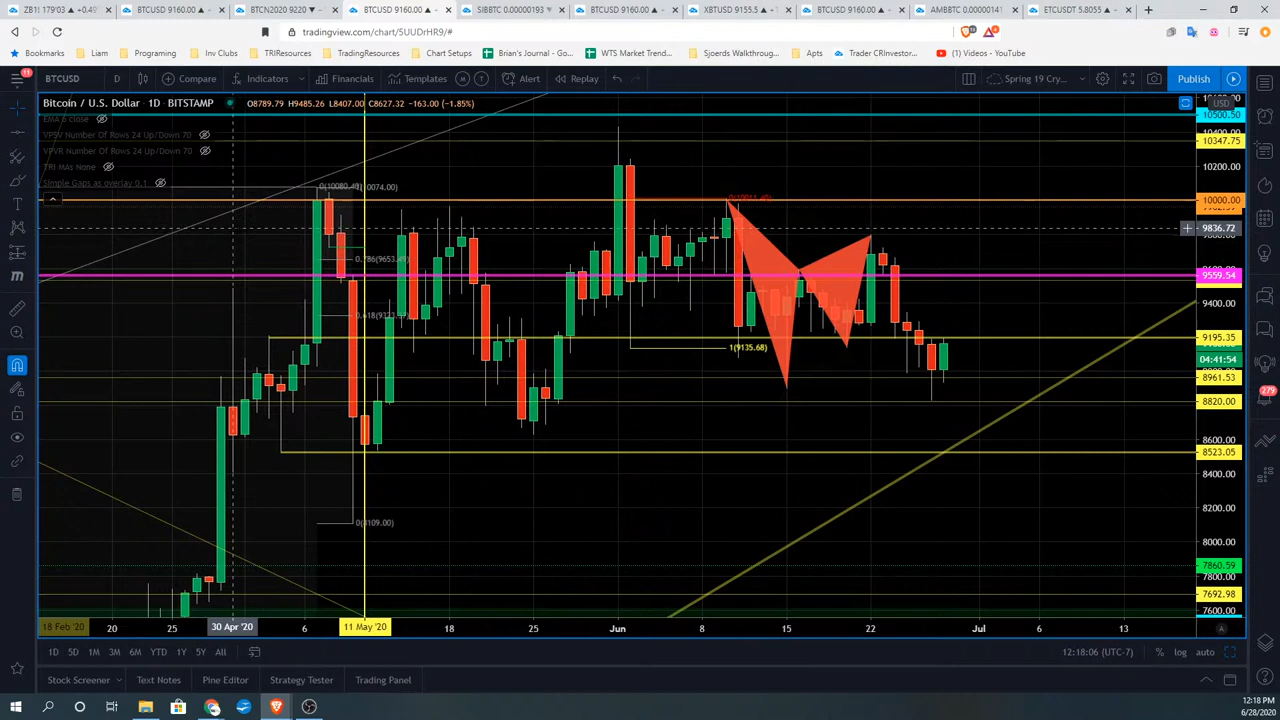 ZB1! 179'03 ▲ +0.49
BTCUSD 9160.00 ▲
BTCN2020 9220 ▼
BTCUSD 9160.00 ▲
SIBBTC 0.00000193 ▼
BTCUSD 9160.00 ▲
XBTUSD 9155.5 ▲
BTCUSD 9160.00 ▲
AMBBTC 0.00000141
ETCUSDT 5.8055 ▲
tradingview.com/chart/5UUDrHR9/#
Bookmarks Liam Programing Inv Clubs TRIResources TradingResources Chart Setups Brian's Journal - Go... WTS Market Trend... Sjoerds Walkthroug... Apts Trader CRInvestor... (1) Videos - YouTube
11 BTCUSD D Compare Indicators Financials Templates M T Alert Replay Spring 19 Cry... Publish
Bitcoin / U.S. Dollar · 1D · BITSTAMP O8789.79 H9485.26 L8407.00 C8627.32 -163.00 (-1.85%)
USD
EMA 6 close
VPSV Number Of Rows 24 Up/Down 70
VPVR Number Of Rows 24 Up/Down 70
TRI MAs None
Simple Gaps as overlay 0.1
10500.50
10347.75
10200.00
10000.00
9836.72
9559.54
0.786(9653.49)
9400.00
9195.35
1(9135.68)
04:41:54
8961.53
279
8820.00
8600.00
8523.05
8400.00
8200.00
8000.00
7860.59
7800.00
7692.98
7600.00
18 Feb '20 20 25 30 Apr '20 6 11 May '20 18 25 Jun 8 15 22 Jul 6 13
1D 5D 1M 3M 6M YTD 1Y 5Y All 12:18:06 (UTC-7) % log auto
Stock Screener Text Notes Pine Editor Strategy Tester Trading Panel
12:18 PM
6/28/2020